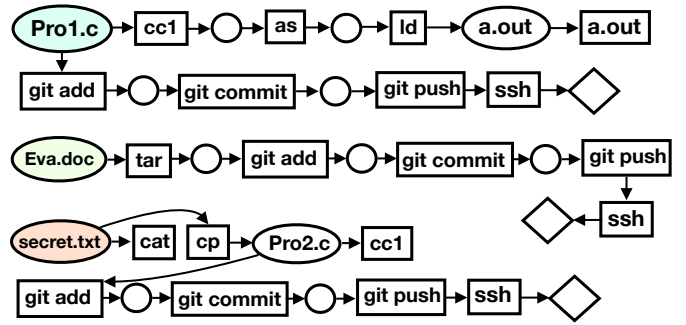 Pro1.c cc1 as ld a.out a.out
git add git commit git push ssh
Eva.doc tar git add git commit git push
ssh
secret.txt cat cp Pro2.c cc1
git add git commit git push ssh